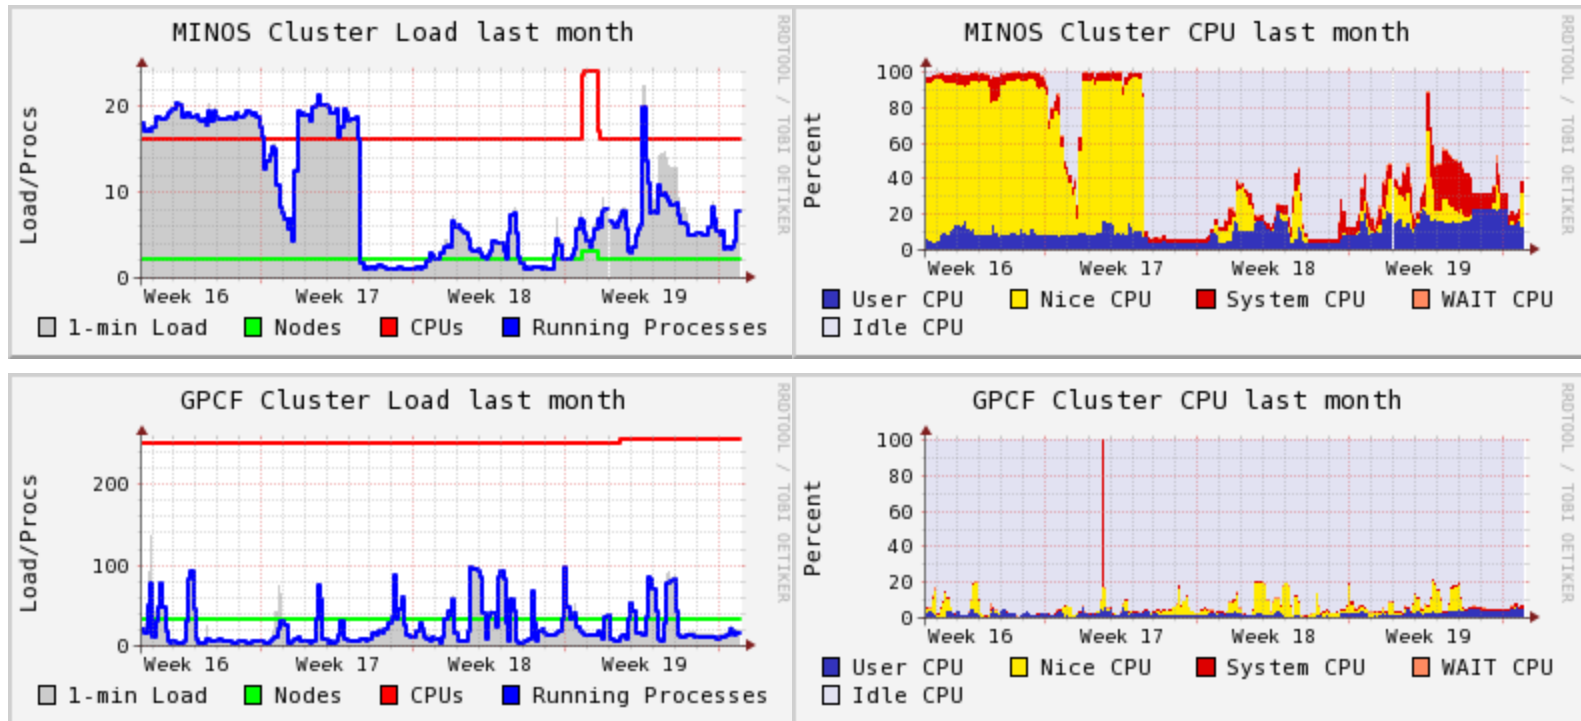 MINOS Cluster Load last month
RRDTOOL / TOBI OETIKER
Load/Procs
20
10
0
Week 16 Week 17 Week 18 Week 19
1-min Load Nodes CPUs Running Processes
MINOS Cluster CPU last month
RRDTOOL / TOBI OETIKER
Percent
100
80
60
40
20
0
Week 16 Week 17 Week 18 Week 19
User CPU Nice CPU System CPU WAIT CPU
Idle CPU
GPCF Cluster Load last month
RRDTOOL / TOBI OETIKER
Load/Procs
200
100
0
Week 16 Week 17 Week 18 Week 19
1-min Load Nodes CPUs Running Processes
GPCF Cluster CPU last month
RRDTOOL / TOBI OETIKER
Percent
100
80
60
40
20
0
Week 16 Week 17 Week 18 Week 19
User CPU Nice CPU System CPU WAIT CPU
Idle CPU